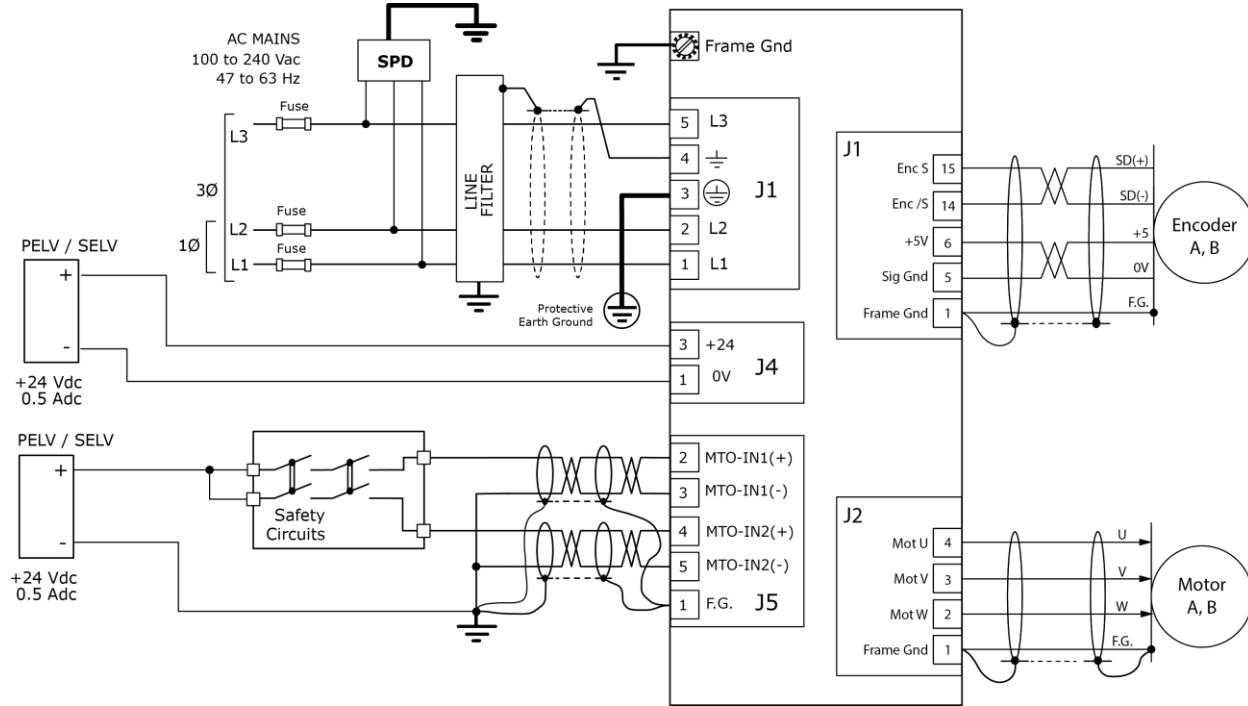 AC MAINS
100 to 240 Vac
47 to 63 Hz
SPD
Frame Gnd
Fuse
L3
3Ø
Fuse
L2
1Ø
Fuse
L1
LINE
FILTER
5 L3
4
3
J1
2 L2
1 L1
Protective
Earth Ground
PELV / SELV
+
-
+24 Vdc
0.5 Adc
3 +24
J4
1 0V
PELV / SELV
+
-
+24 Vdc
0.5 Adc
Safety
Circuits
2 MTO-IN1(+)
3 MTO-IN1(-)
4 MTO-IN2(+)
5 MTO-IN2(-)
1 F.G.
J5
J1
Enc S 15
Enc /S 14
+5V 6
Sig Gnd 5
Frame Gnd 1
SD(+)
SD(-)
+5
0V
F.G.
Encoder
A, B
J2
Mot U 4
Mot V 3
Mot W 2
Frame Gnd 1
U
V
W
F.G.
Motor
A, B